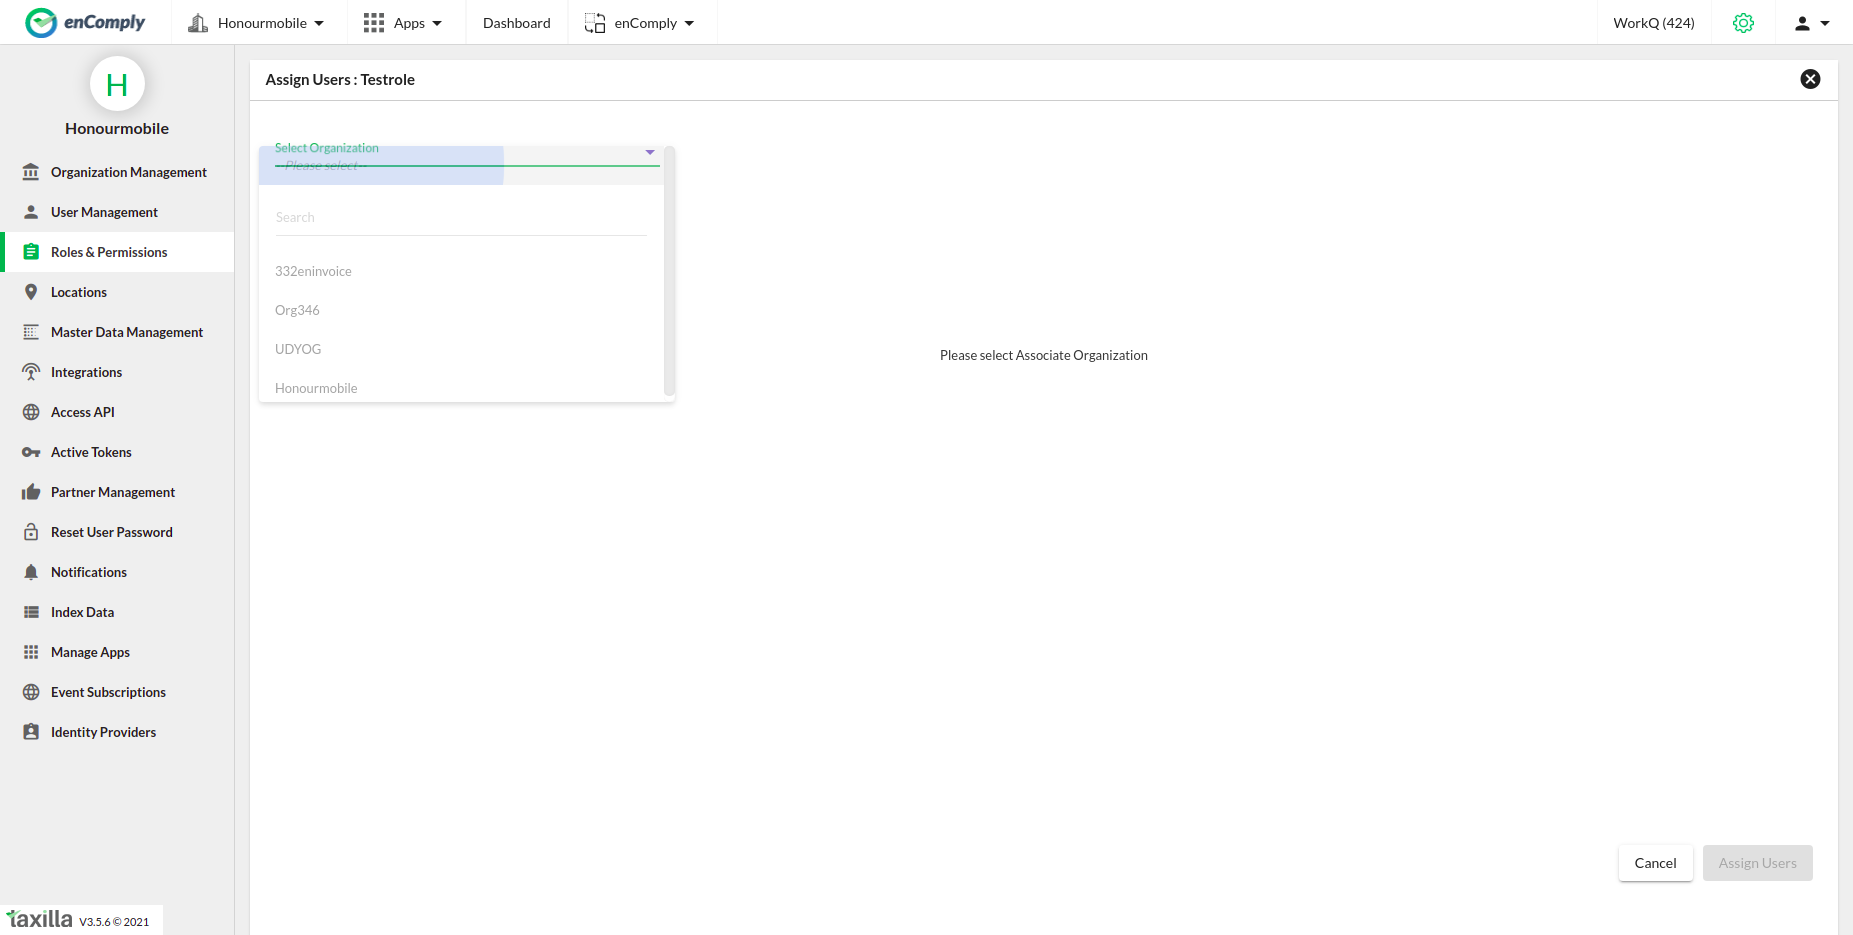 enComply
Honourmobile
Apps
Dashboard
enComply
WorkQ (424)
H
Honourmobile
Organization Management
User Management
Roles & Permissions
Locations
Master Data Management
Integrations
Access API
Active Tokens
Partner Management
Reset User Password
Notifications
Index Data
Manage Apps
Event Subscriptions
Identity Providers
taxilla V3.5.6 © 2021
Assign Users : Testrole
Select Organization
--Please select--
Search
332eninvoice
Org346
UDYOG
Honourmobile
Please select Associate Organization
Cancel
Assign Users